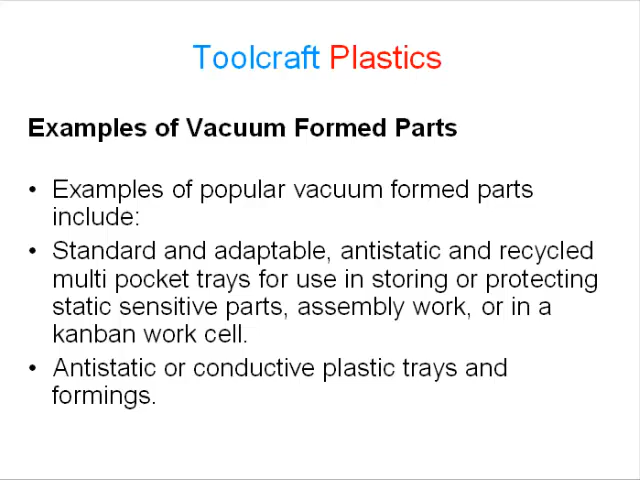 Toolcraft Plastics
Examples of Vacuum Formed Parts
• Examples of popular vacuum formed parts
include:
• Standard and adaptable, antistatic and recycled
multi pocket trays for use in storing or protecting
static sensitive parts, assembly work, or in a
kanban work cell.
• Antistatic or conductive plastic trays and
formings.